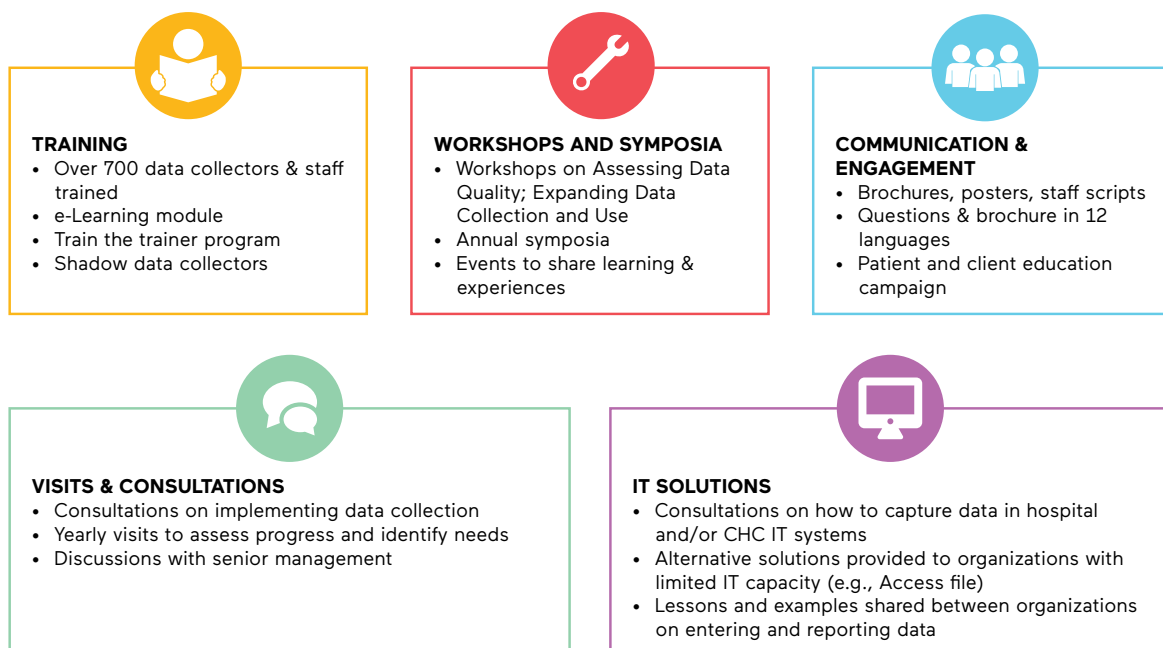 TRAINING
• Over 700 data collectors & staff
trained
• e-Learning module
• Train the trainer program
• Shadow data collectors
WORKSHOPS AND SYMPOSIA
• Workshops on Assessing Data
Quality; Expanding Data
Collection and Use
• Annual symposia
• Events to share learning &
experiences
COMMUNICATION &
ENGAGEMENT
• Brochures, posters, staff scripts
• Questions & brochure in 12
languages
• Patient and client education
campaign
VISITS & CONSULTATIONS
• Consultations on implementing data collection
• Yearly visits to assess progress and identify needs
• Discussions with senior management
IT SOLUTIONS
• Consultations on how to capture data in hospital
and/or CHC IT systems
• Alternative solutions provided to organizations with
limited IT capacity (e.g., Access file)
• Lessons and examples shared between organizations
on entering and reporting data